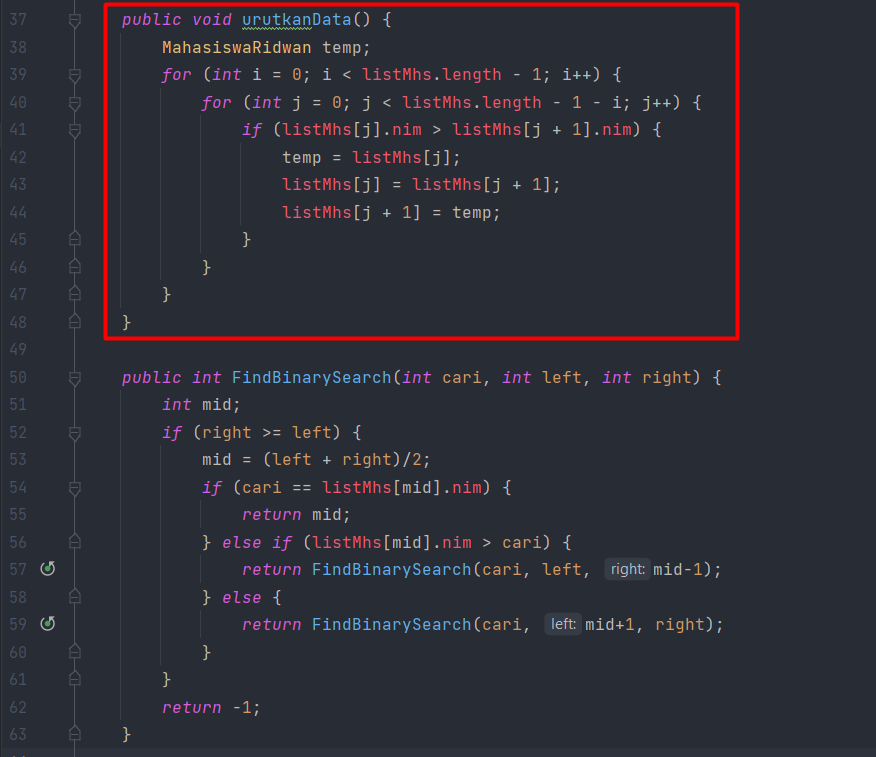 37 public void urutkanData() {
38 MahasiswaRidwan temp;
39 for (int i = 0; i < listMhs.length - 1; i++) {
40 for (int j = 0; j < listMhs.length - 1 - i; j++) {
41 if (listMhs[j].nim > listMhs[j + 1].nim) {
42 temp = listMhs[j];
43 listMhs[j] = listMhs[j + 1];
44 listMhs[j + 1] = temp;
45 }
46 }
47 }
48 }
49
50 public int FindBinarySearch(int cari, int left, int right) {
51 int mid;
52 if (right >= left) {
53 mid = (left + right)/2;
54 if (cari == listMhs[mid].nim) {
55 return mid;
56 } else if (listMhs[mid].nim > cari) {
57 return FindBinarySearch(cari, left, right: mid-1);
58 } else {
59 return FindBinarySearch(cari, left: mid+1, right);
60 }
61 }
62 return -1;
63 }